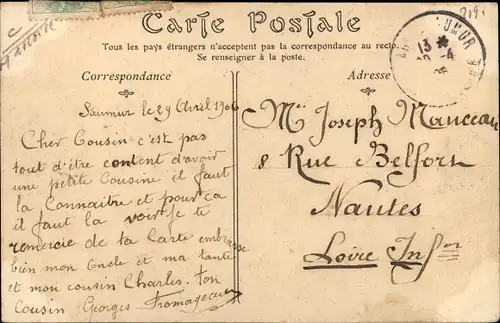 Carte Postale
Tous les pays étrangers n'acceptent pas la correspondance au recto.
Se renseigner à la poste.
Correspondance
Adresse
Saumur le 29 Avril 1906
Cher Cousin c'est pas
tout d'être content d'avoir
une petite Cousine il faut
la Connaitre et pour ça
il faut la voir je te
remercie de ta Carte embrasse
bien mon Oncle et ma tante
et mon cousin Charles. ton
Cousin Georges Fromageau
Mr Joseph Manceau
8 Rue Belfort
Nantes
Loire Infer